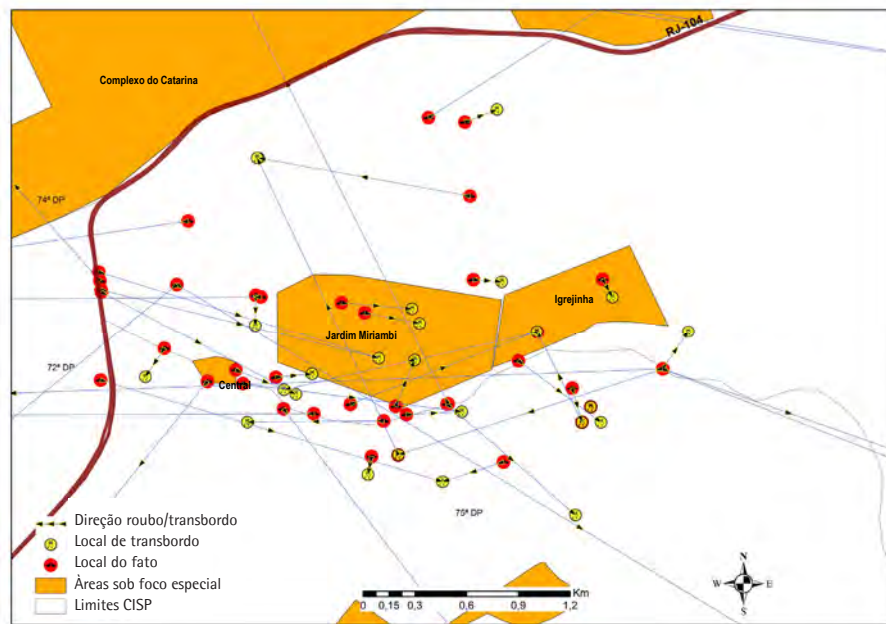 RJ-104
Complexo do Catarina
74ª DP
Igrejinha
Jardim Miriambi
72ª DP
Central
75ª DP
Direção roubo/transbordo
Local de transbordo
Local do fato
Àreas sob foco especial
Limites CISP
Km
0 0,15 0,3 0,6 0,9 1,2
N
W E
S